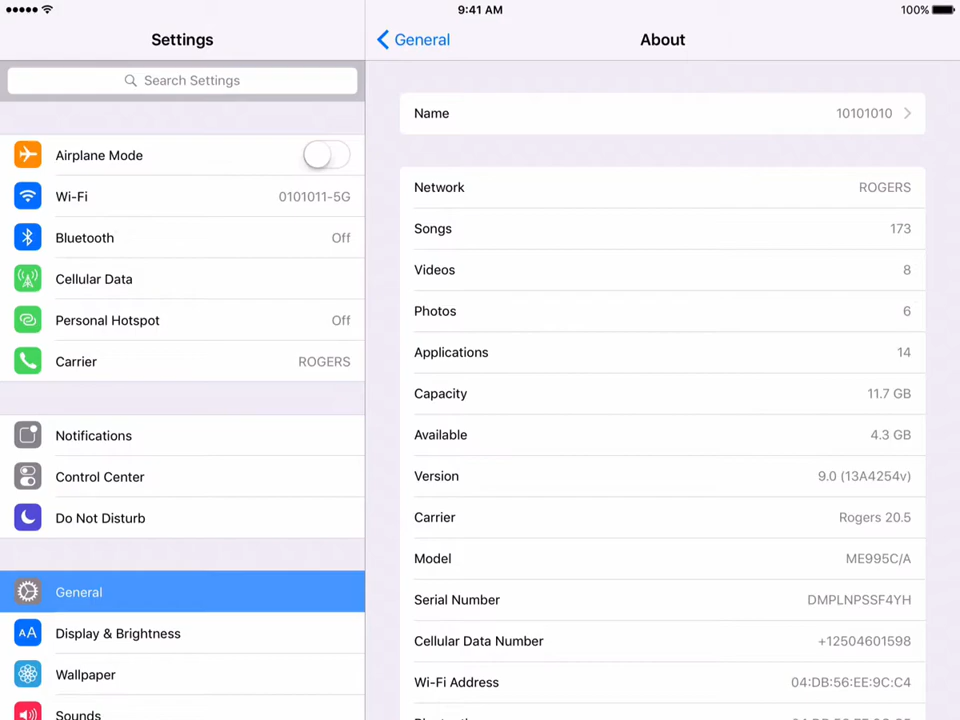 9:41 AM
100%
Settings
General
About
Search Settings
Name
10101010
Airplane Mode
Wi-Fi
0101011-5G
Bluetooth
Off
Cellular Data
Personal Hotspot
Off
Carrier
ROGERS
Notifications
Control Center
Do Not Disturb
General
AA
Display & Brightness
Wallpaper
Sounds
Network
ROGERS
Songs
173
Videos
8
Photos
6
Applications
14
Capacity
11.7 GB
Available
4.3 GB
Version
9.0 (13A4254v)
Carrier
Rogers 20.5
Model
ME995C/A
Serial Number
DMPLNPSSF4YH
Cellular Data Number
+12504601598
Wi-Fi Address
04:DB:56:EE:9C:C4